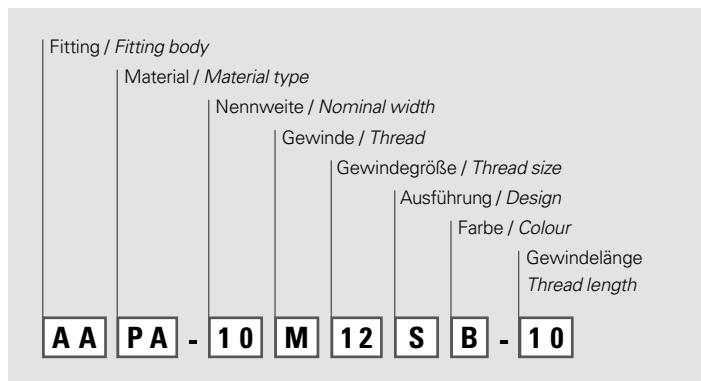 Fitting / Fitting body
Material / Material type
Nennweite / Nominal width
Gewinde / Thread
Gewindegröße / Thread size
Ausführung / Design
Farbe / Colour
Gewindelänge
Thread length
AA PA - 10 M 12 S B - 10